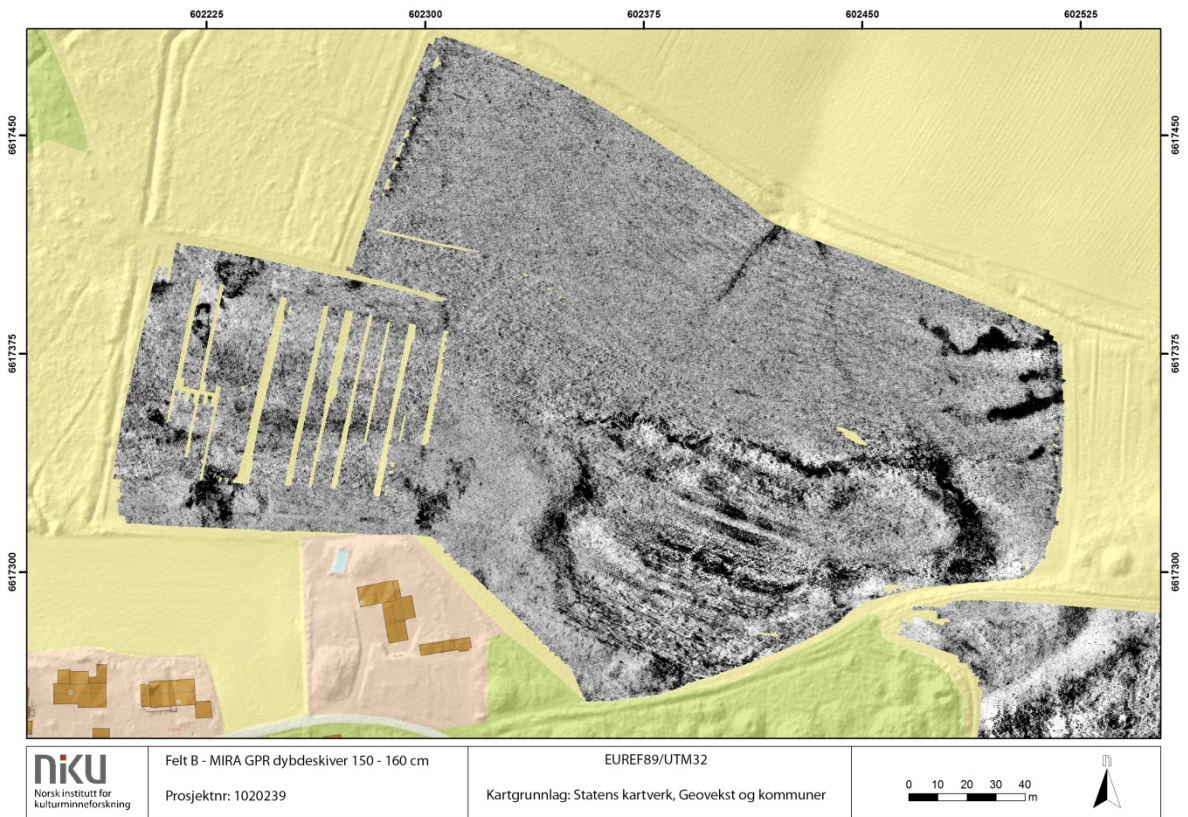 602225 602300 602375 602450 602525
6617450 6617450
6617375 6617375
6617300 6617300
niku
Norsk institutt for
kulturminneforskning
Felt B - MIRA GPR dybdeskiver 150 - 160 cm
Prosjektnr: 1020239
EUREF89/UTM32
Kartgrunnlag: Statens kartverk, Geovekst og kommuner
0 10 20 30 40
m
n